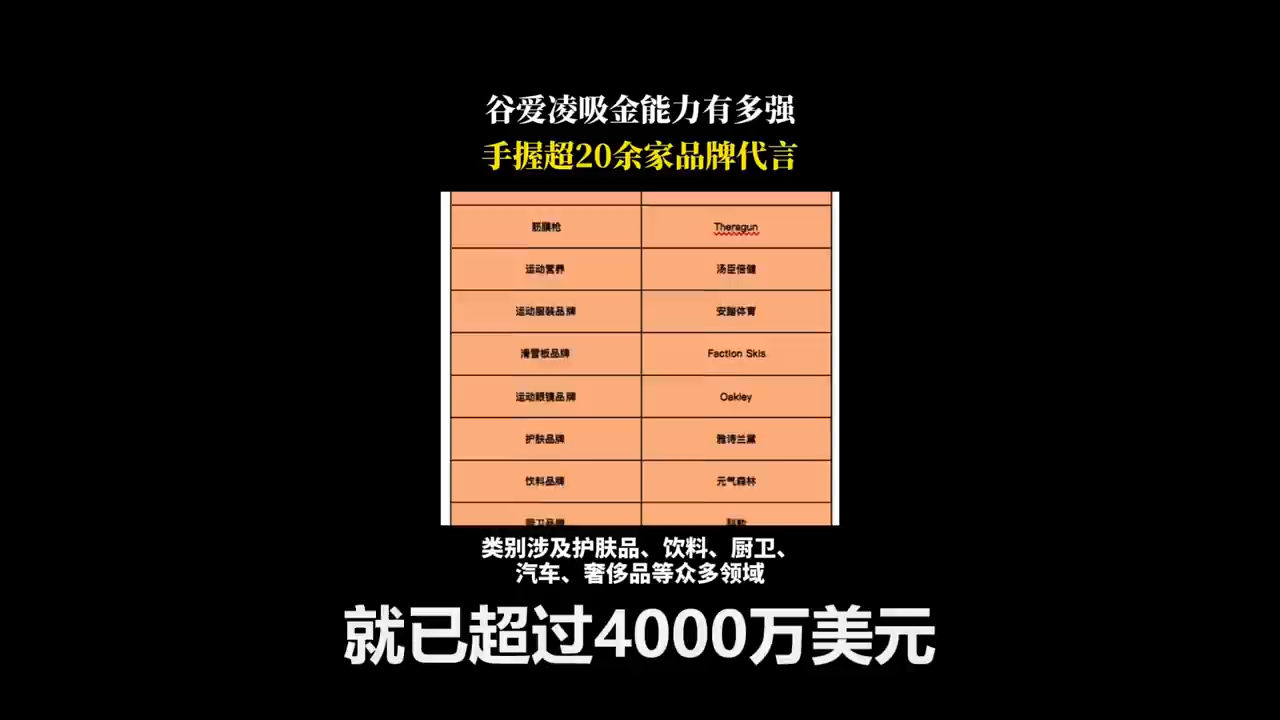 谷爱凌吸金能力有多强
手握超20余家品牌代言
筋膜枪 Theragun
运动营养 汤臣倍健
运动服装品牌 安踏体育
滑雪板品牌 Faction Skis
运动眼镜品牌 Oakley
护肤品牌 雅诗兰黛
饮料品牌 元气森林
类别涉及护肤品、饮料、厨卫、
汽车、奢侈品等众多领域
就已超过4000万美元